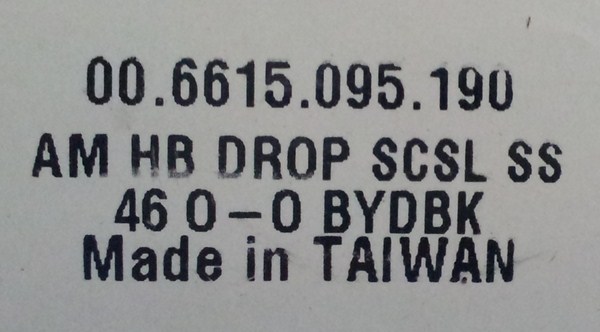 00.6615.095.190
AM HB DROP SCSL SS
46 0-0 BYDBK
Made in TAIWAN